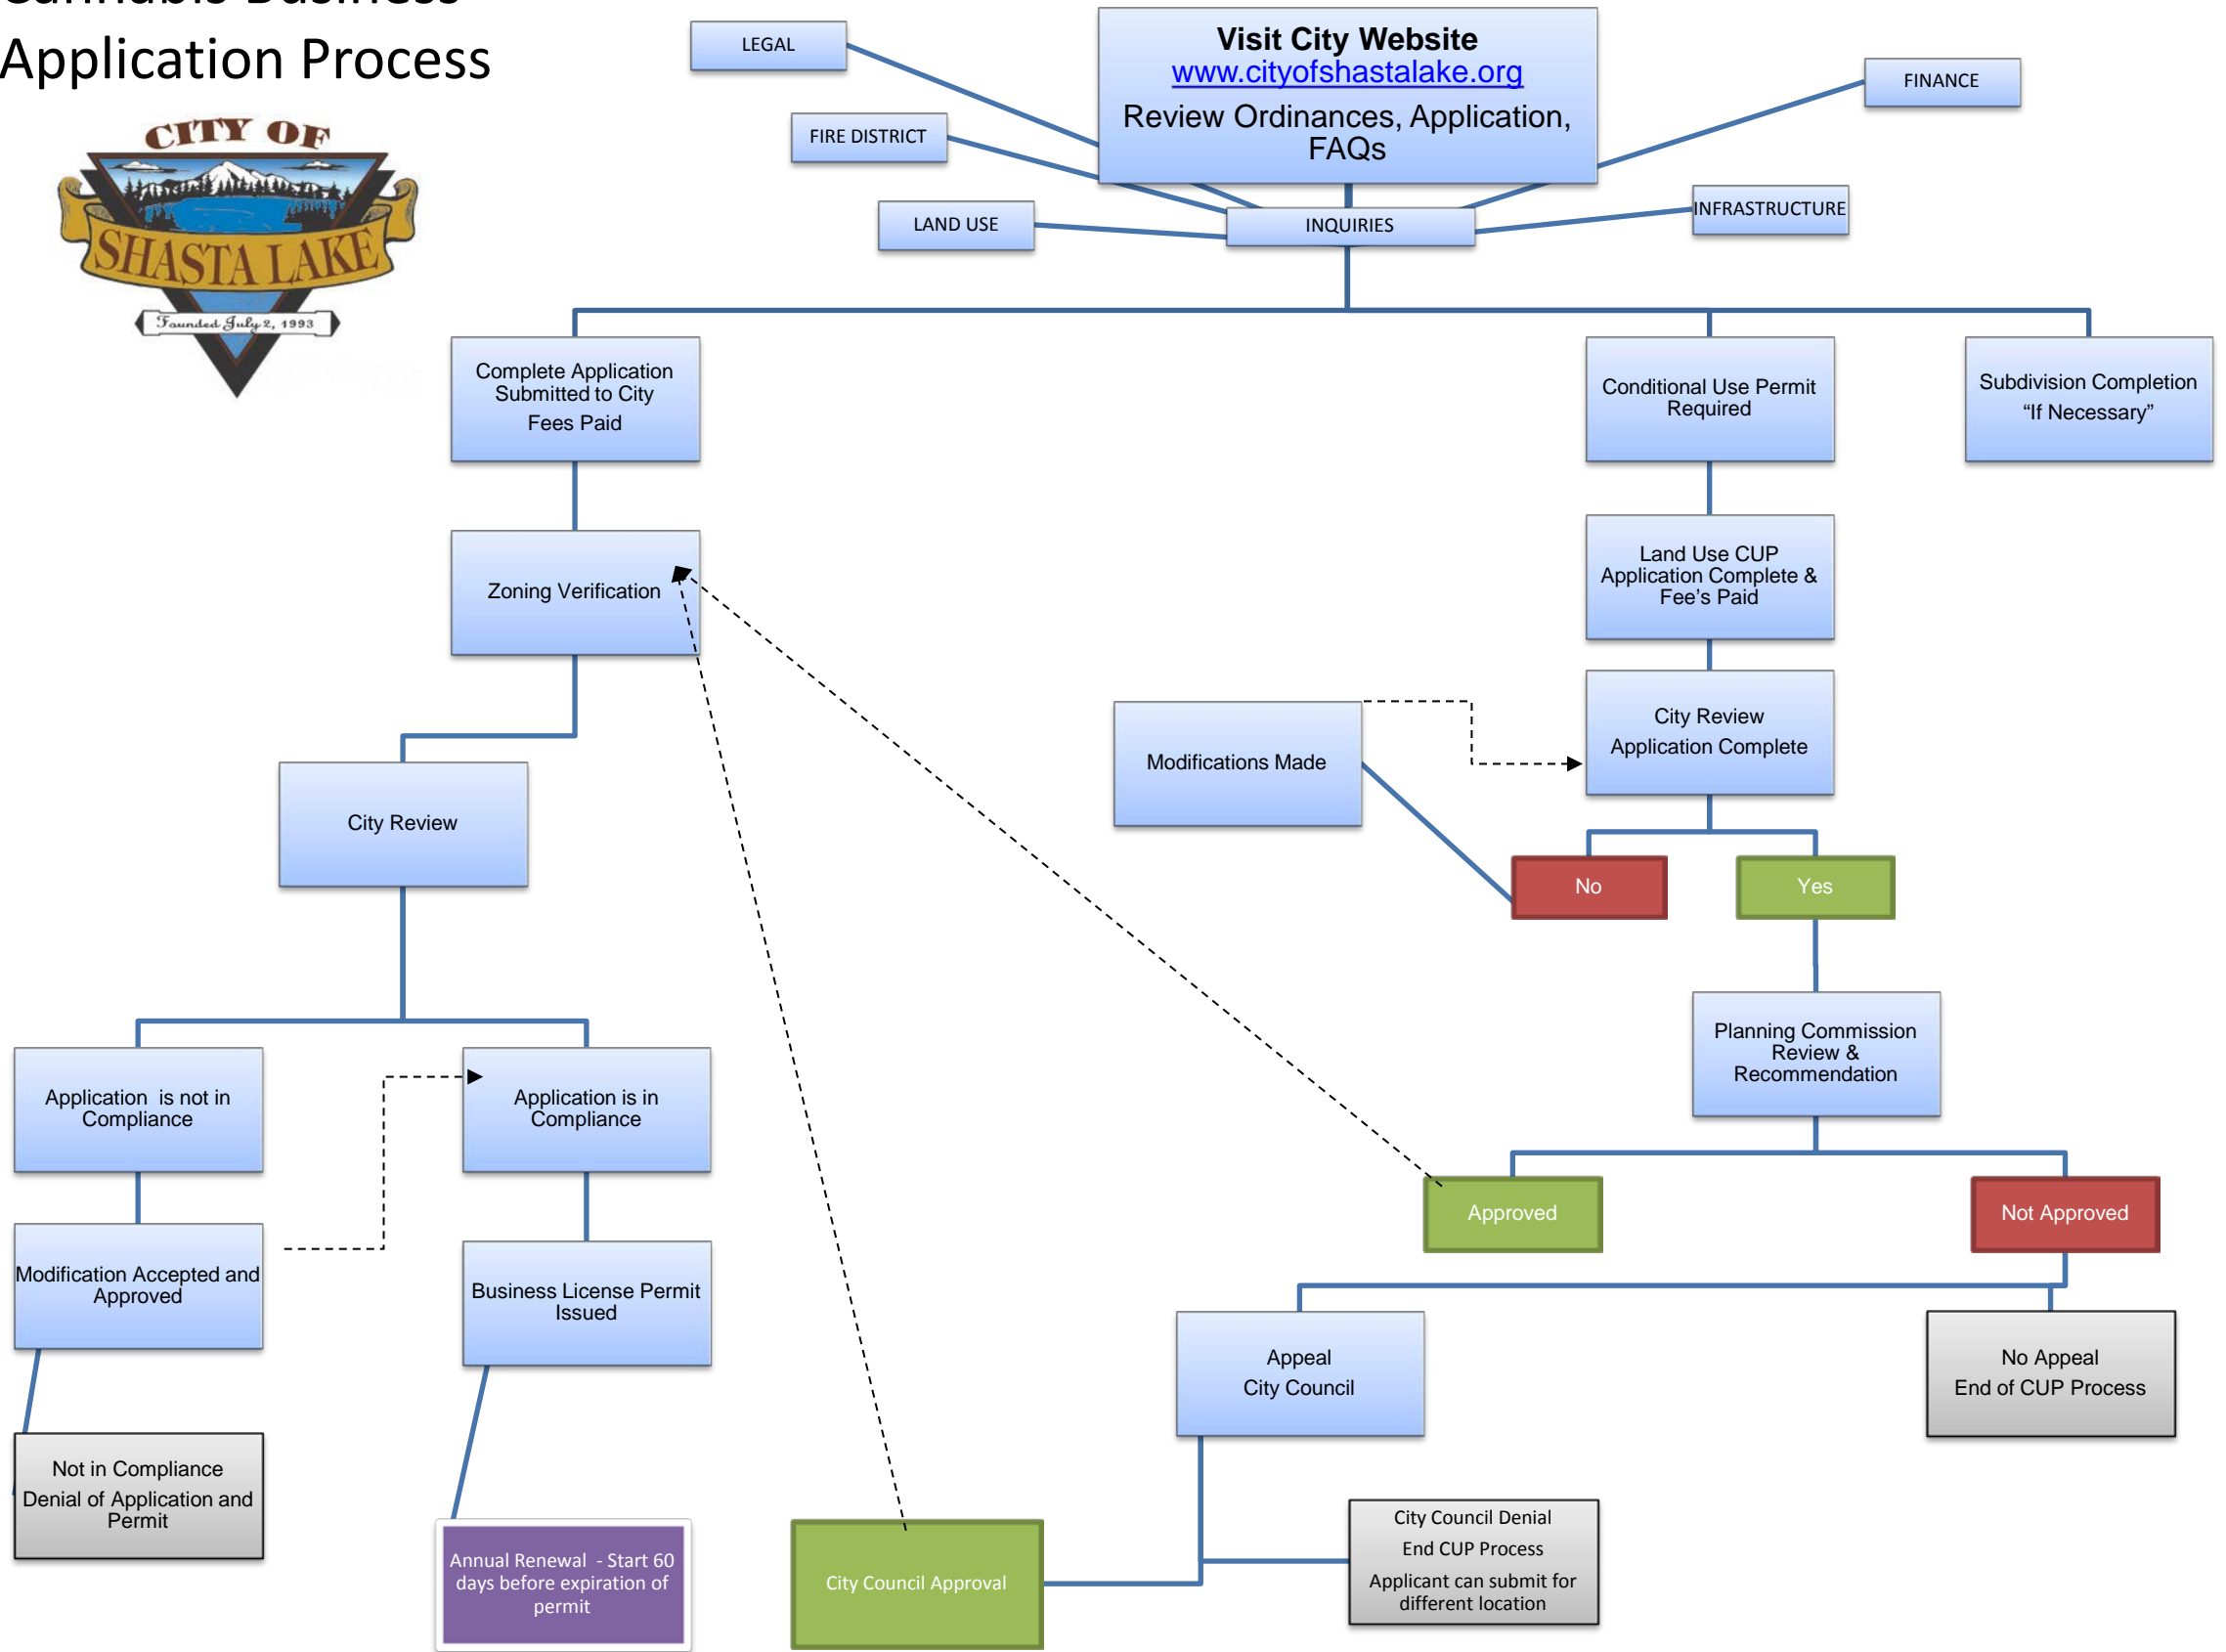 Cannabis Business
Application Process
CITY OF
SHASTA LAKE
Founded July 2, 1993
LEGAL
FIRE DISTRICT
LAND USE
Visit City Website
www.cityofshastalake.org
Review Ordinances, Application,
FAQs
INQUIRIES
FINANCE
INFRASTRUCTURE
Complete Application
Submitted to City
Fees Paid
Conditional Use Permit
Required
Subdivision Completion
“If Necessary”
Zoning Verification
Land Use CUP
Application Complete &
Fee’s Paid
City Review
Modifications Made
City Review
Application Complete
No
Yes
Application is not in
Compliance
Application is in
Compliance
Planning Commission
Review &
Recommendation
Modification Accepted and
Approved
Business License Permit
Issued
Approved
Not Approved
Appeal
City Council
No Appeal
End of CUP Process
Not in Compliance
Denial of Application and
Permit
Annual Renewal - Start 60
days before expiration of
permit
City Council Approval
City Council Denial
End CUP Process
Applicant can submit for
different location